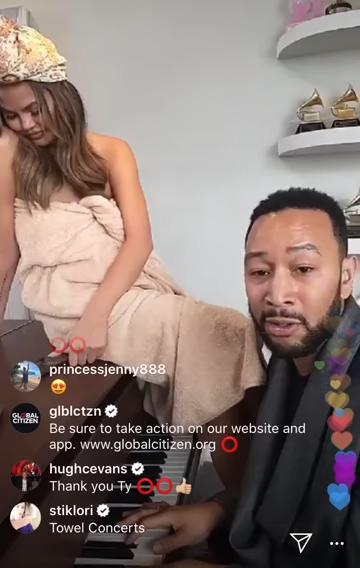 princessjenny888
😍
GLOBAL
CITIZEN
glblctzn
Be sure to take action on our website and
app. www.globalcitizen.org ⭕
hughcevans
Thank you Ty ⭕⭕👍🏼
stiklori
Towel Concerts